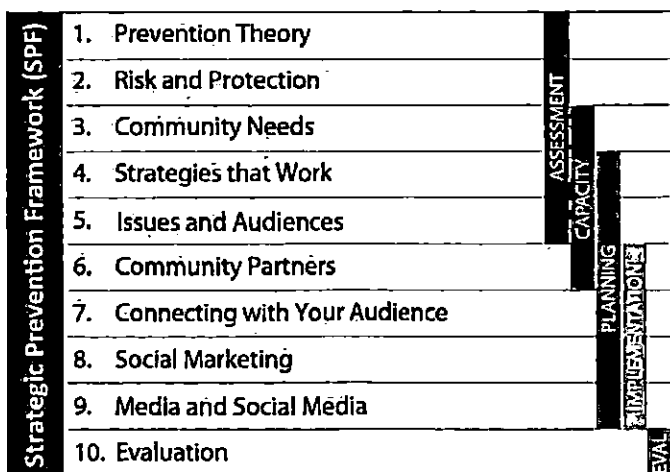 Strategic Prevention Framework (SPF)
1. Prevention Theory
2. Risk and Protection
3. Community Needs
4. Strategies that Work
5. Issues and Audiences
6. Community Partners
7. Connecting with Your Audience
8. Social Marketing
9. Media and Social Media
10. Evaluation
ASSESSMENT
CAPACITY
PLANNING
IMPLEMENTATION
EVAL